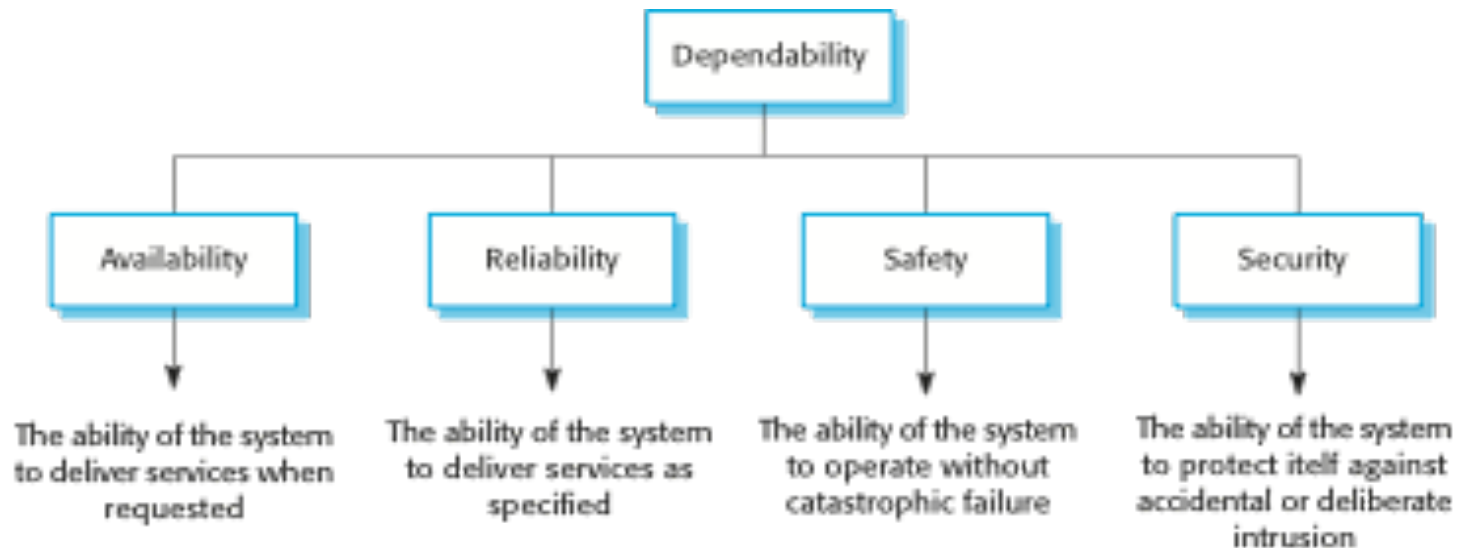 Dependability
Availability
Reliability
Safety
Security
The ability of the system
to deliver services when
requested
The ability of the system
to deliver services as
specified
The ability of the system
to operate without
catastrophic failure
The ability of the system
to protect itelf against
accidental or deliberate
intrusion